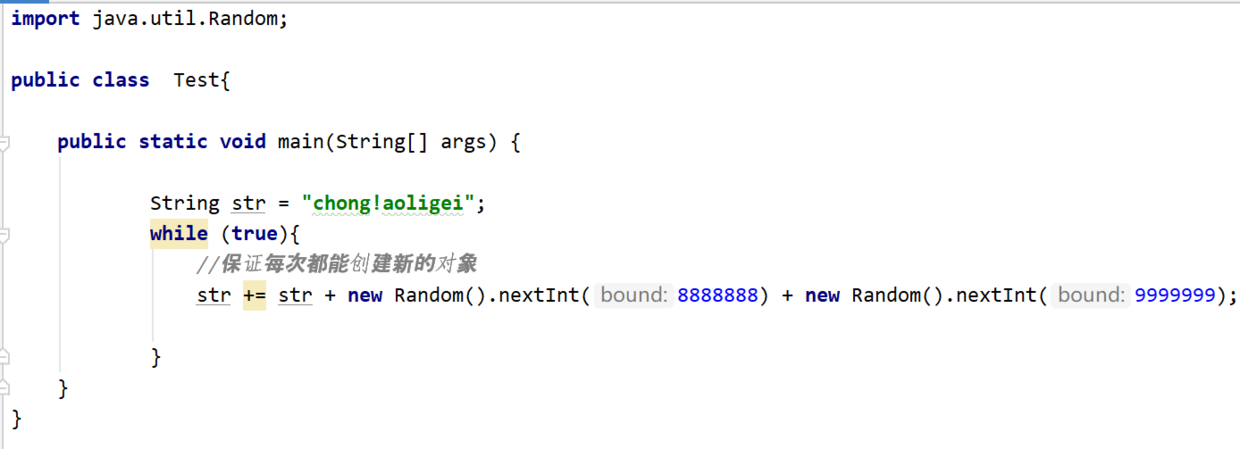 import java.util.Random;
public class  Test{
public static void main(String[] args) {
String str = "chong!aoligei";
while (true){
//保证每次都能创建新的对象
str += str + new Random().nextInt( bound: 8888888) + new Random().nextInt( bound: 9999999);
}
}
}